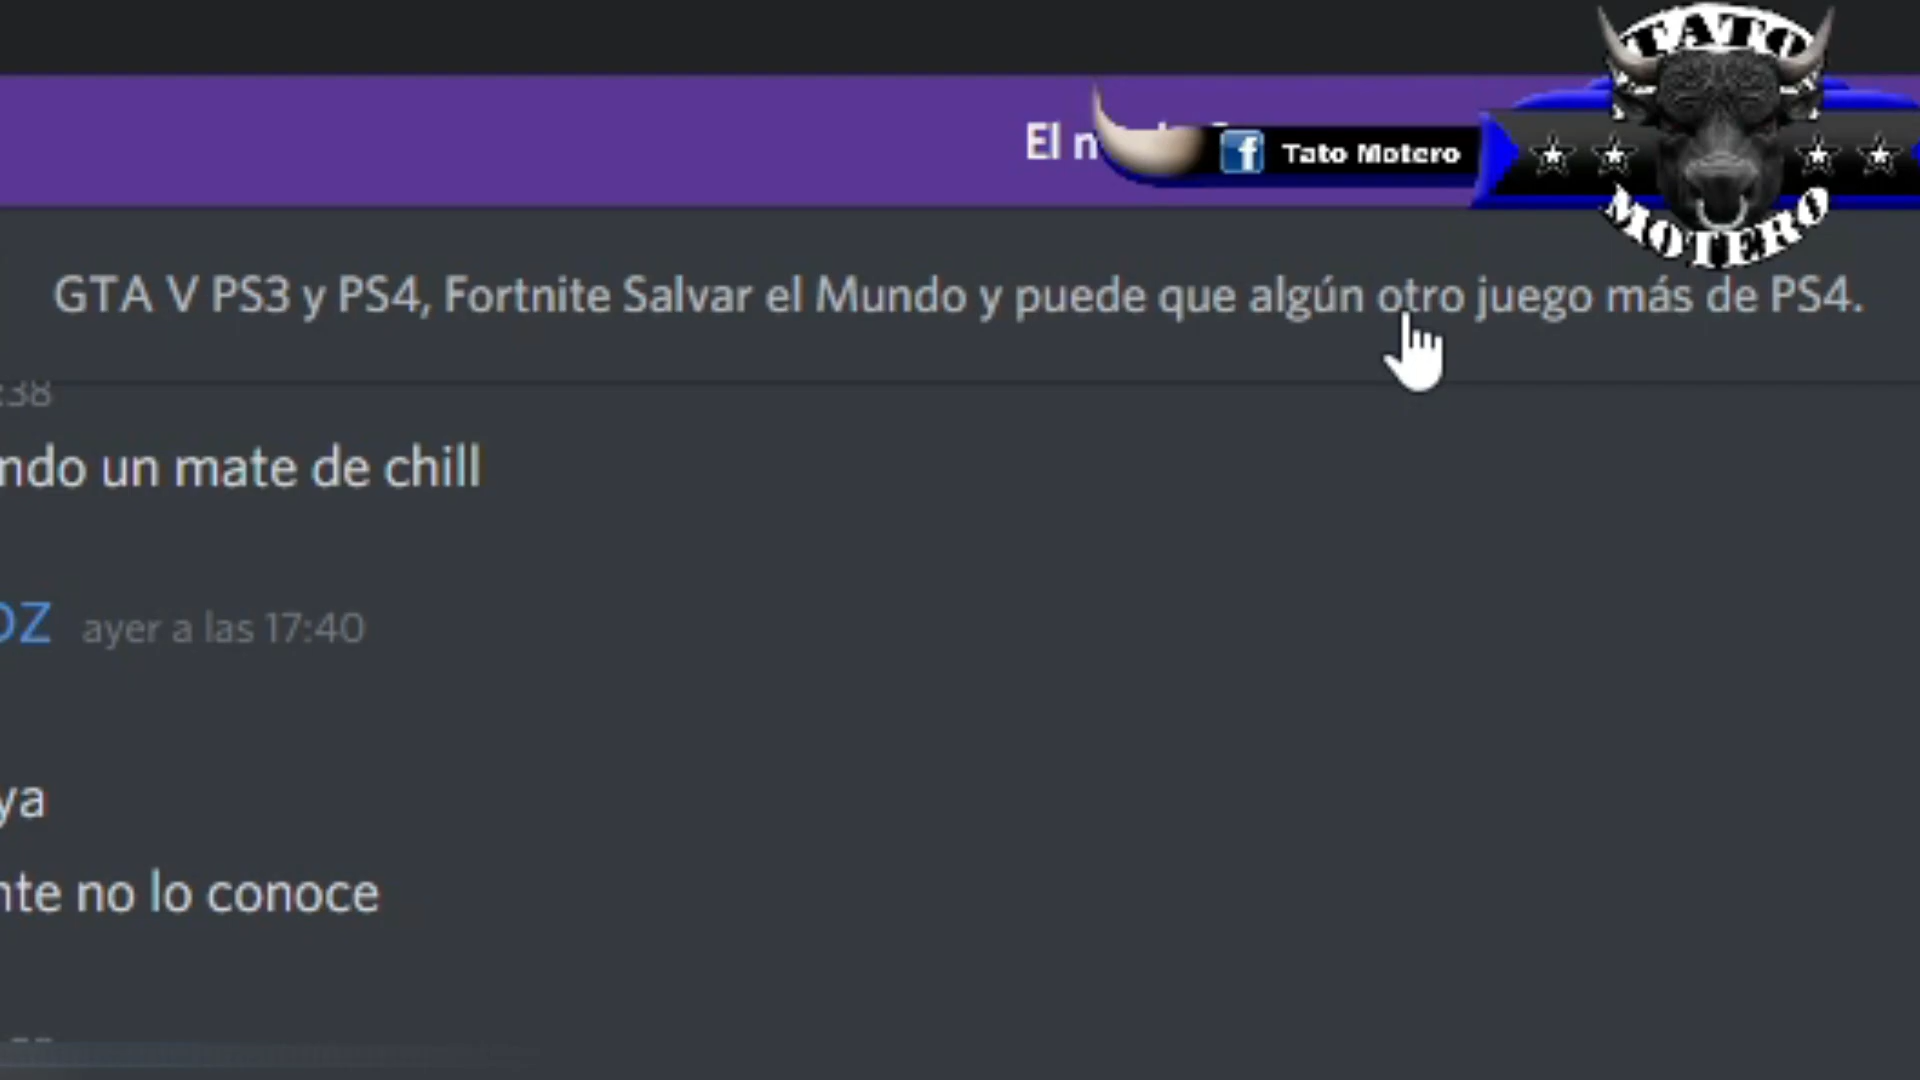 TATO
El
Tato Motero
MOTERO
GTA V PS3 y PS4, Fortnite Salvar el Mundo y puede que algún otro juego más de PS4.
:38
ndo un mate de chill
OZ ayer a las 17:40
ya
nte no lo conoce